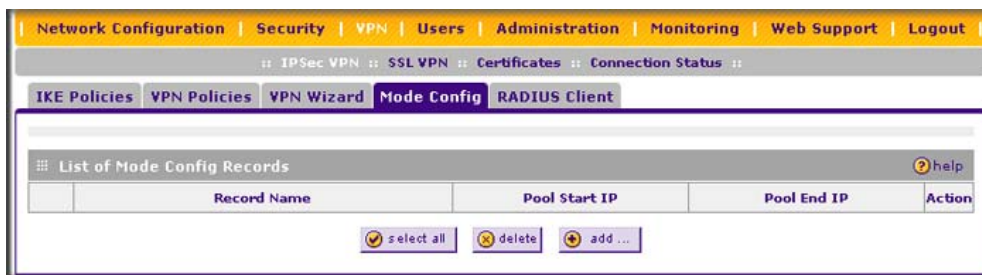 Network Configuration | Security | VPN | Users | Administration | Monitoring | Web Support | Logout
:: IPSec VPN :: SSL VPN :: Certificates :: Connection Status ::
IKE Policies VPN Policies VPN Wizard Mode Config RADIUS Client
List of Mode Config Records help
Record Name Pool Start IP Pool End IP Action
select all delete add ...